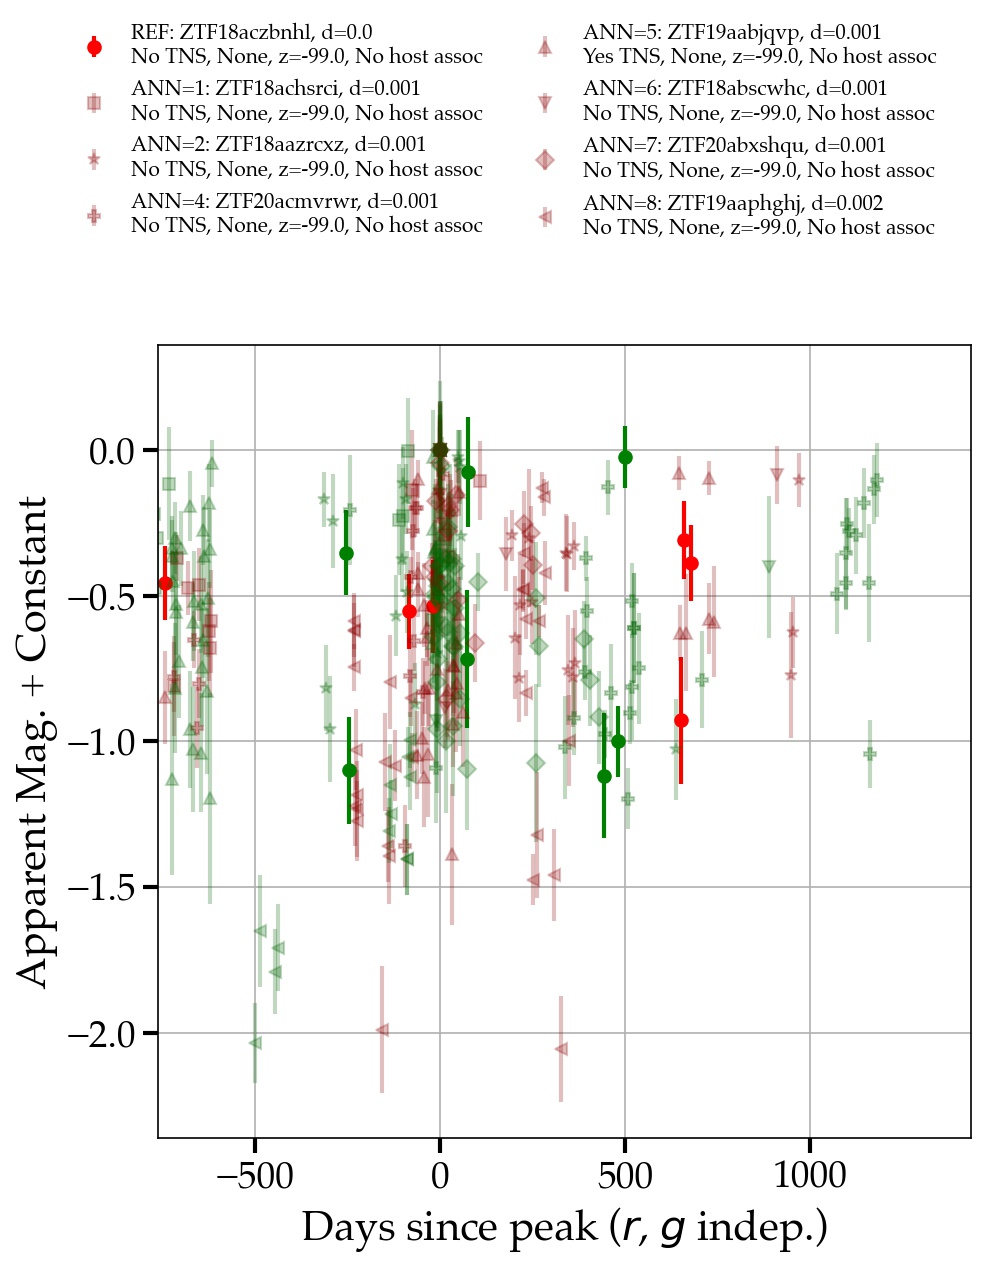 REF: ZTF18aczbnhl, d=0.0
No TNS, None, z=-99.0, No host assoc
ANN=1: ZTF18achsrci, d=0.001
No TNS, None, z=-99.0, No host assoc
ANN=2: ZTF18aazrcxz, d=0.001
No TNS, None, z=-99.0, No host assoc
ANN=4: ZTF20acmvrwr, d=0.001
No TNS, None, z=-99.0, No host assoc
ANN=5: ZTF19aabjqvp, d=0.001
Yes TNS, None, z=-99.0, No host assoc
ANN=6: ZTF18abscwhc, d=0.001
No TNS, None, z=-99.0, No host assoc
ANN=7: ZTF20abxshqu, d=0.001
No TNS, None, z=-99.0, No host assoc
ANN=8: ZTF19aaphghj, d=0.002
No TNS, None, z=-99.0, No host assoc
Apparent Mag. + Constant
0.0
−0.5
−1.0
−1.5
−2.0
−500
0
500
1000
Days since peak (r, g indep.)